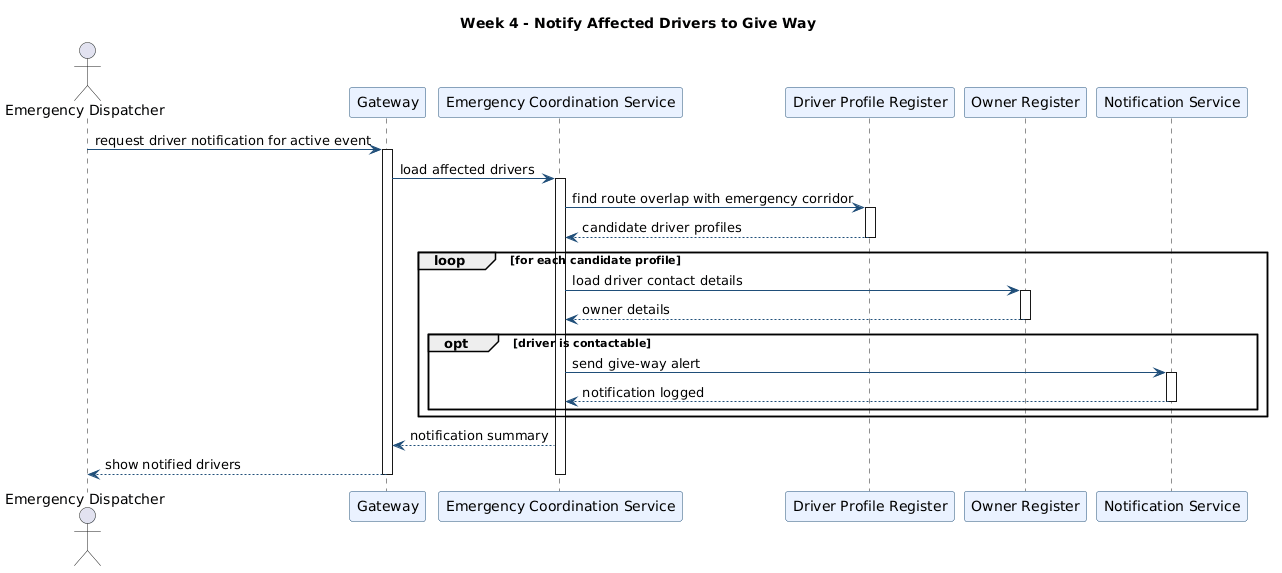 Week 4 - Notify Affected Drivers to Give Way
Emergency Dispatcher
Gateway
Emergency Coordination Service
Driver Profile Register
Owner Register
Notification Service
request driver notification for active event
load affected drivers
find route overlap with emergency corridor
candidate driver profiles
loop
[for each candidate profile]
load driver contact details
owner details
opt
[driver is contactable]
send give-way alert
notification logged
notification summary
show notified drivers
Emergency Dispatcher
Gateway
Emergency Coordination Service
Driver Profile Register
Owner Register
Notification Service